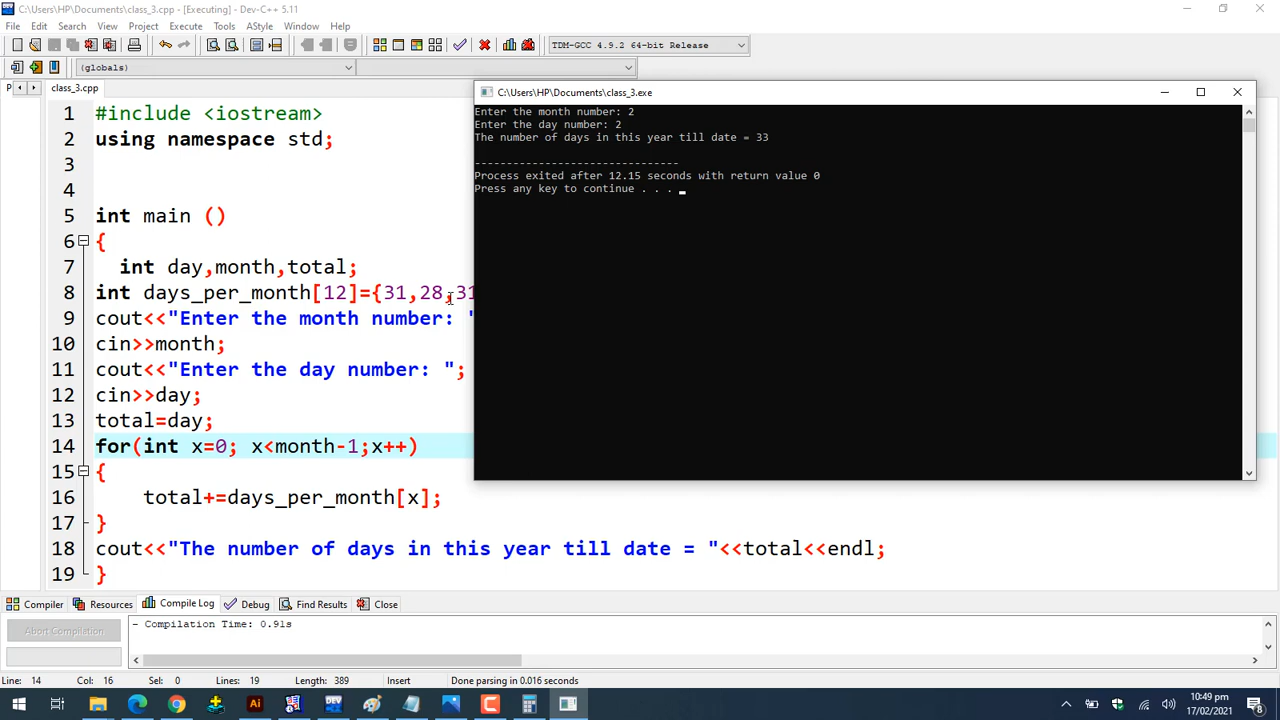 C:\Users\HP\Documents\class_3.cpp - [Executing] - Dev-C++ 5.11
File Edit Search View Project Execute Tools AStyle Window Help
TDM-GCC 4.9.2 64-bit Release
(globals)
P class_3.cpp
1 #include <iostream>
2 using namespace std;
3
4
5 int main ()
6 {
7 int day,month,total;
8 int days_per_month[12]={31,28,31
9 cout<<"Enter the month number: "
10 cin>>month;
11 cout<<"Enter the day number: ";
12 cin>>day;
13 total=day;
14 for(int x=0; x<month-1;x++)
15 {
16 total+=days_per_month[x];
17 }
18 cout<<"The number of days in this year till date = "<<total<<endl;
19 }
C:\Users\HP\Documents\class_3.exe
Enter the month number: 2
Enter the day number: 2
The number of days in this year till date = 33
--------------------------------
Process exited after 12.15 seconds with return value 0
Press any key to continue . . .
Compiler Resources Compile Log Debug Find Results Close
Abort Compilation
- Compilation Time: 0.91s
Line: 14 Col: 16 Sel: 0 Lines: 19 Length: 389 Insert Done parsing in 0.016 seconds
Ai DEV
10:49 pm
17/02/2021
8